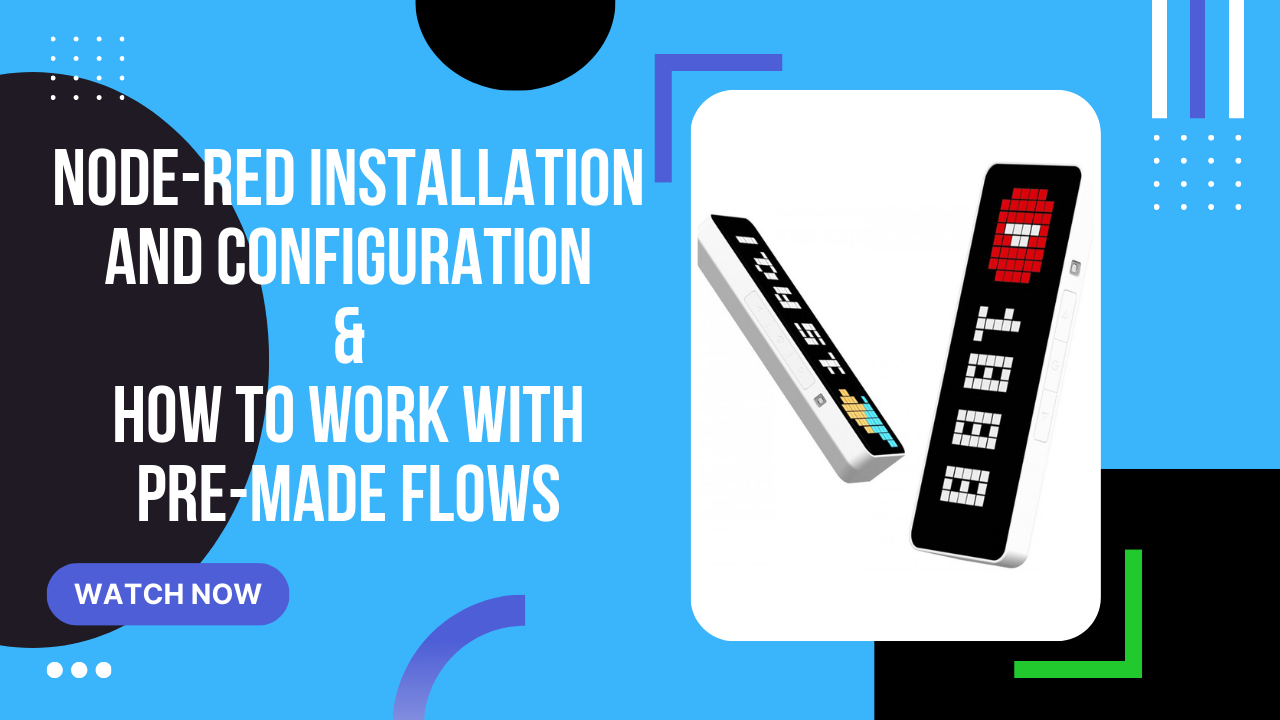 NODE-RED INSTALLATION
AND CONFIGURATION
&
HOW TO WORK WITH
PRE-MADE FLOWS
WATCH NOW